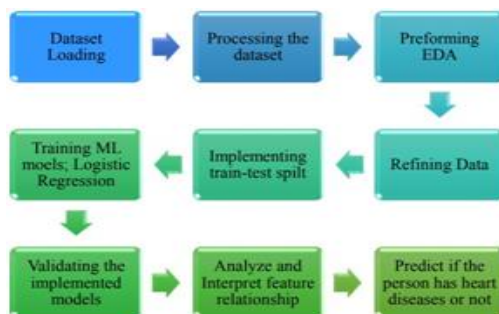 Dataset
Loading
Processing the
dataset
Preforming
EDA
Refining Data
Implementing
train-test spilt
Training ML
moels; Logistic
Regression
Validating the
implemented
models
Analyze and
Interpret feature
relationship
Predict if the
person has heart
diseases or not